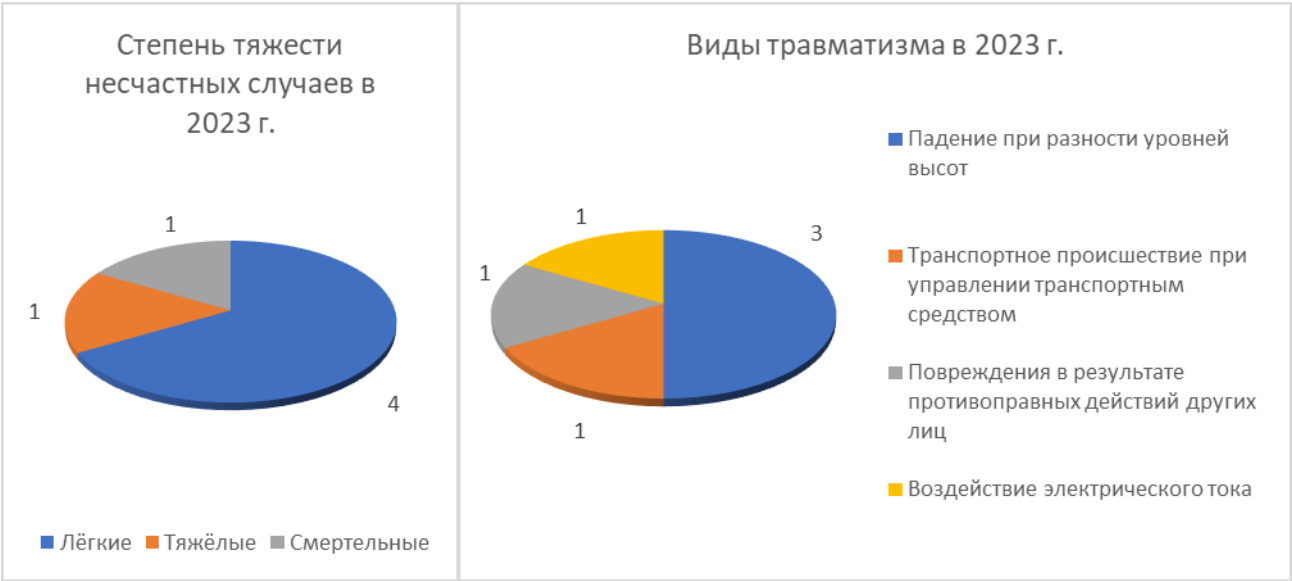 Степень тяжести
несчастных случаев в
2023 г.
1
1
4
Лёгкие Тяжёлые Смертельные
Виды травматизма в 2023 г.
1
3
1
1
Падение при разности уровней
высот
Транспортное происшествие при
управлении транспортным
средством
Повреждения в результате
противоправных действий других
лиц
Воздействие электрического тока